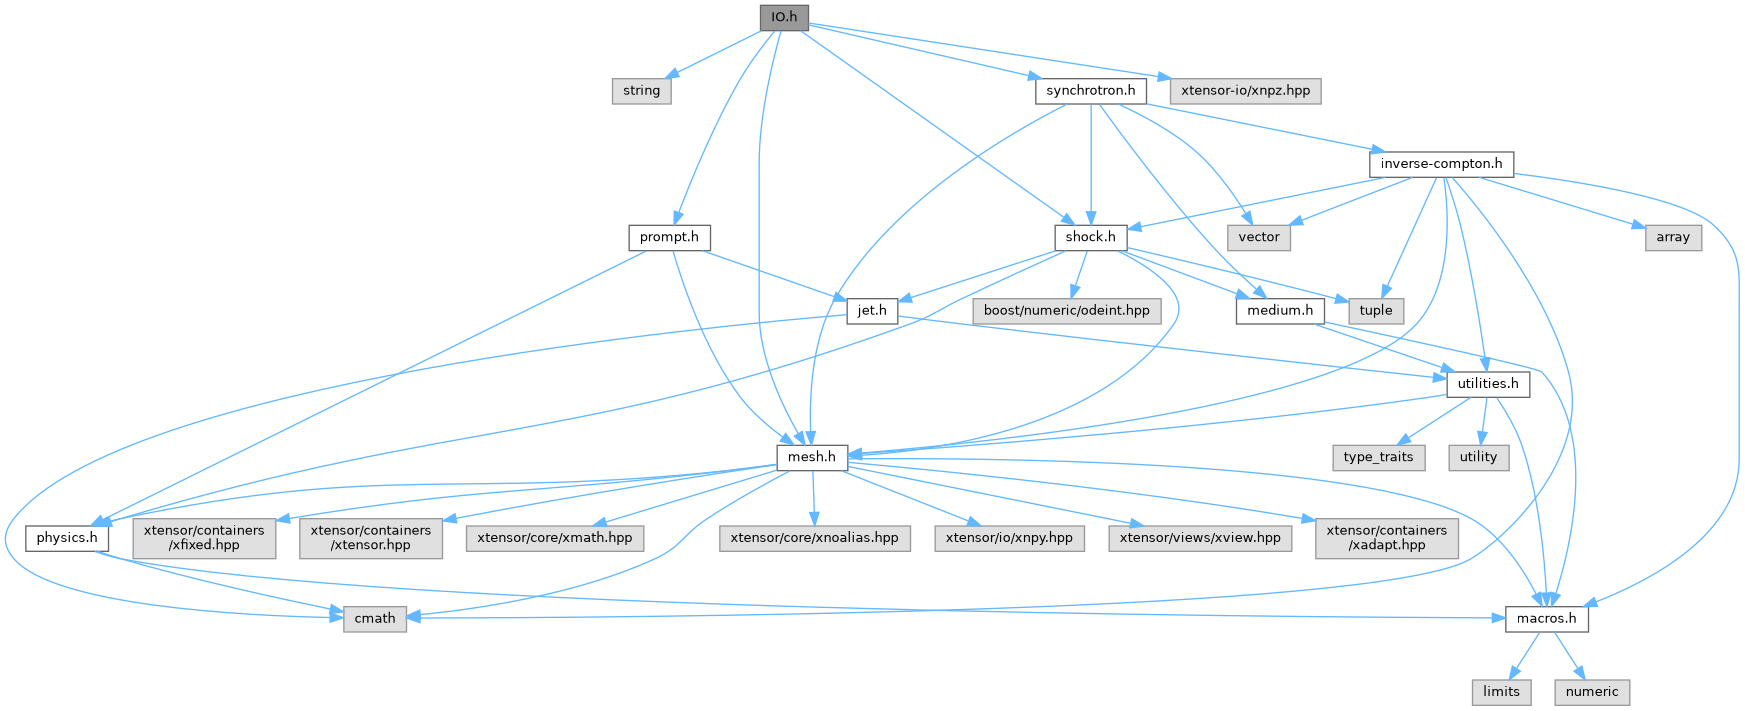 IO.h
string
synchrotron.h
xtensor-io/xnpz.hpp
inverse-compton.h
prompt.h
shock.h
vector
array
jet.h
boost/numeric/odeint.hpp
medium.h
tuple
utilities.h
mesh.h
type_traits
utility
physics.h
xtensor/containers
/xfixed.hpp
xtensor/containers
/xtensor.hpp
xtensor/core/xmath.hpp
xtensor/core/xnoalias.hpp
xtensor/io/xnpy.hpp
xtensor/views/xview.hpp
xtensor/containers
/xadapt.hpp
cmath
macros.h
limits
numeric